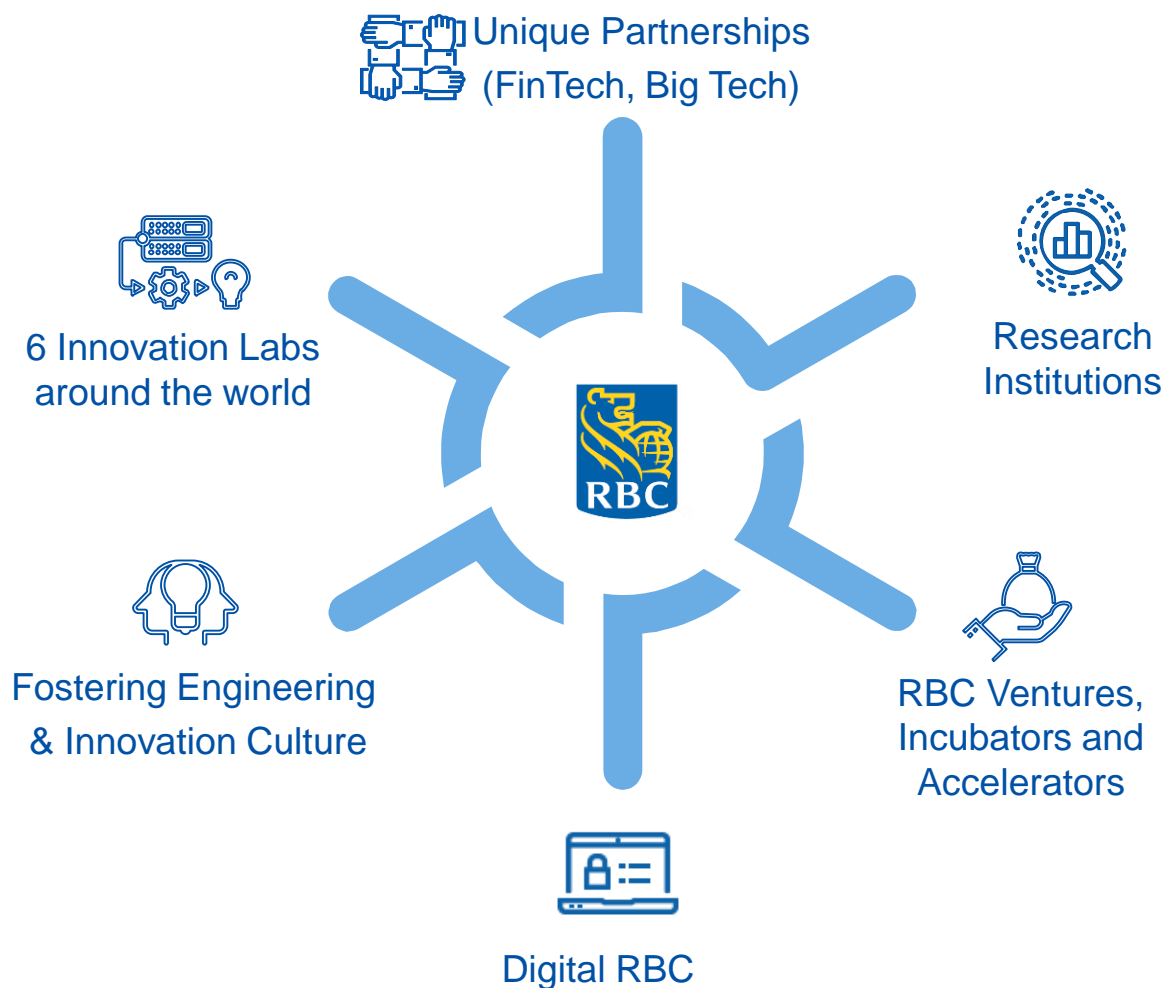 Unique Partnerships
(FinTech, Big Tech)
6 Innovation Labs
around the world
Research
Institutions
RBC
Fostering Engineering
& Innovation Culture
RBC Ventures,
Incubators and
Accelerators
Digital RBC